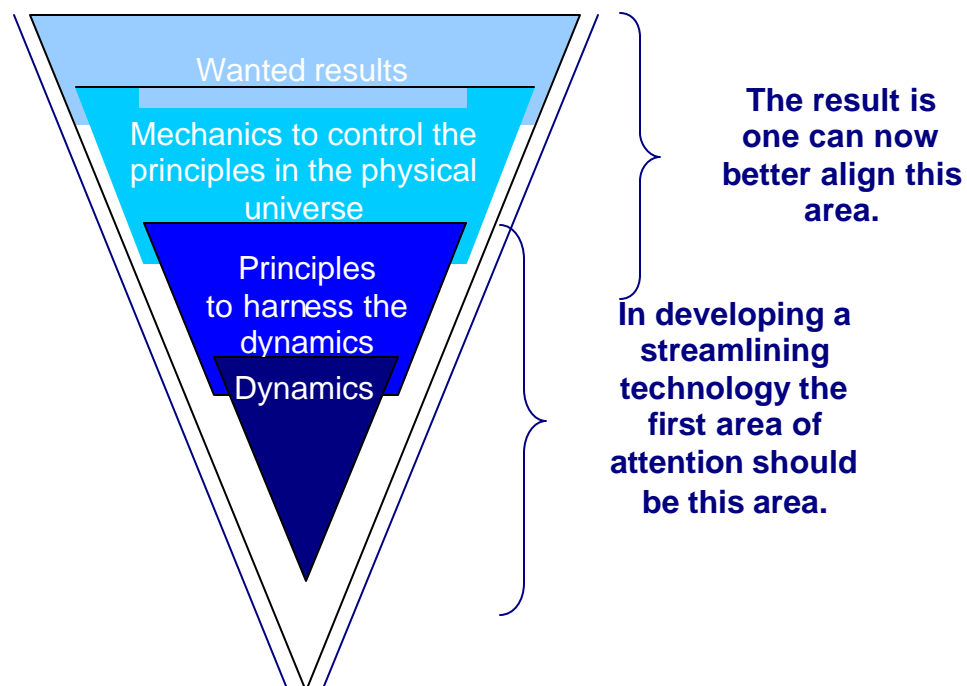 Wanted results
Mechanics to control the
principles in the physical
universe
Principles
to harness the
dynamics
Dynamics
The result is
one can now
better align this
area.
In developing a
streamlining
technology the
first area of
attention should
be this area.